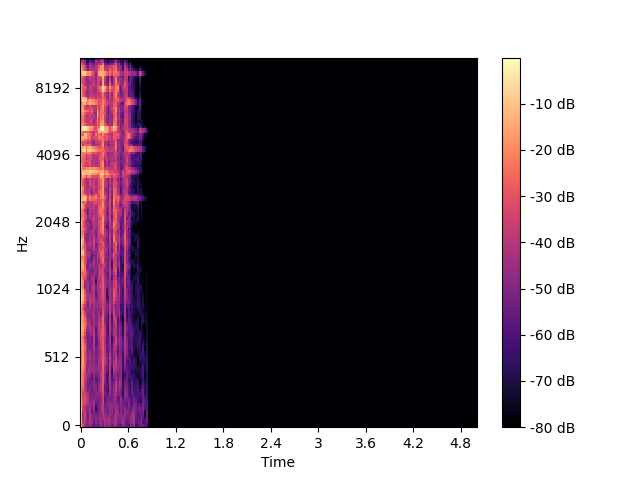 8192
4096
2048
1024
512
0
Hz
0 0.6 1.2 1.8 2.4 3 3.6 4.2 4.8
Time
-10 dB
-20 dB
-30 dB
-40 dB
-50 dB
-60 dB
-70 dB
-80 dB